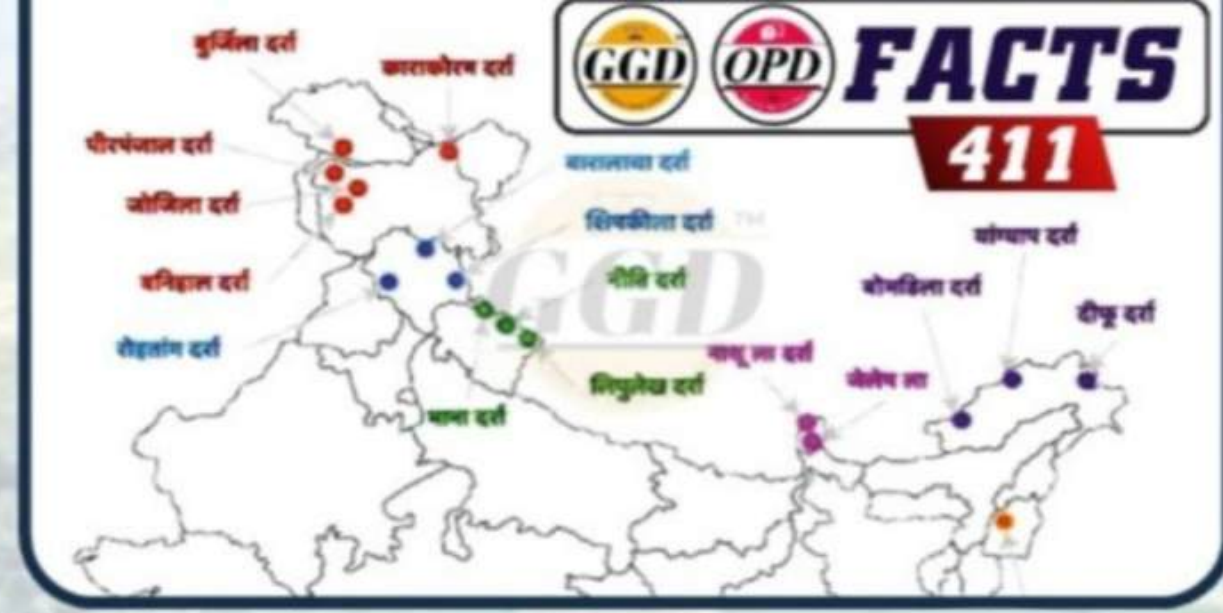 GGD OPD FACTS
411
बुर्जिला दर्रा
काराकोरम दर्रा
पीरपंजाल दर्रा
बारालाचा दर्रा
जोजिला दर्रा
शिपकीला दर्रा
यांग्याप दर्रा
बनिहाल दर्रा
नीति दर्रा
बोमडिला दर्रा
दीफू दर्रा
रोहतांग दर्रा
नाथू ला दर्रा
जेलेप ला
लिपुलेख दर्रा
माना दर्रा
GGD
TM